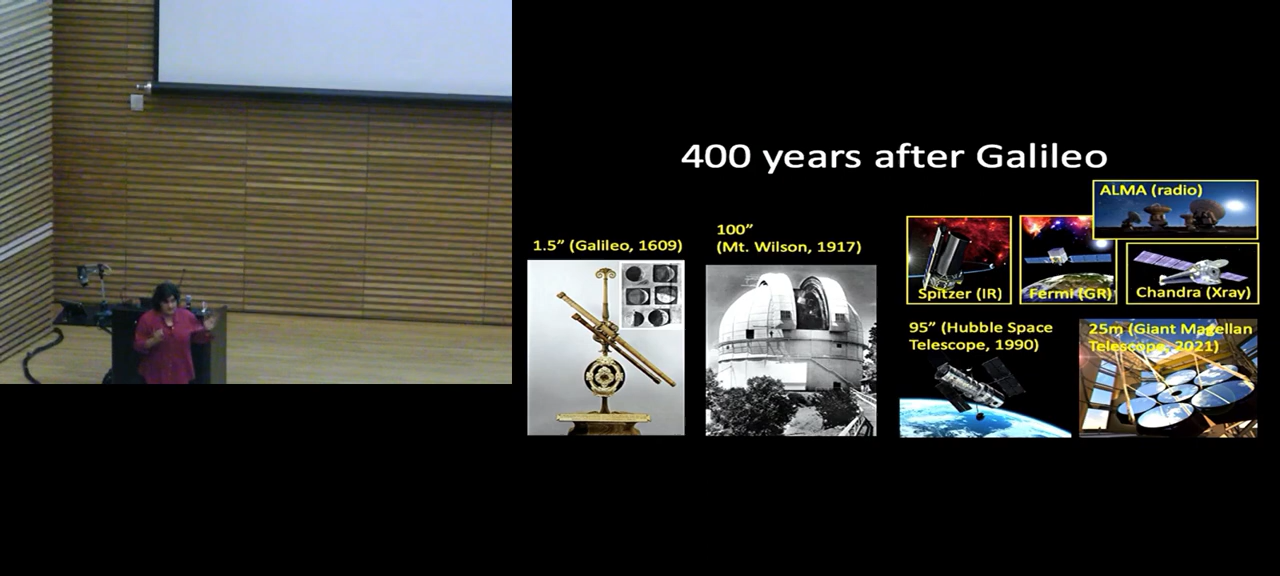 400 years after Galileo
1.5” (Galileo, 1609)
100”
(Mt. Wilson, 1917)
ALMA (radio)
Spitzer (IR)
Fermi (GR)
Chandra (Xray)
95” (Hubble Space
Telescope, 1990)
25m (Giant Magellan
Telescope, 2021)